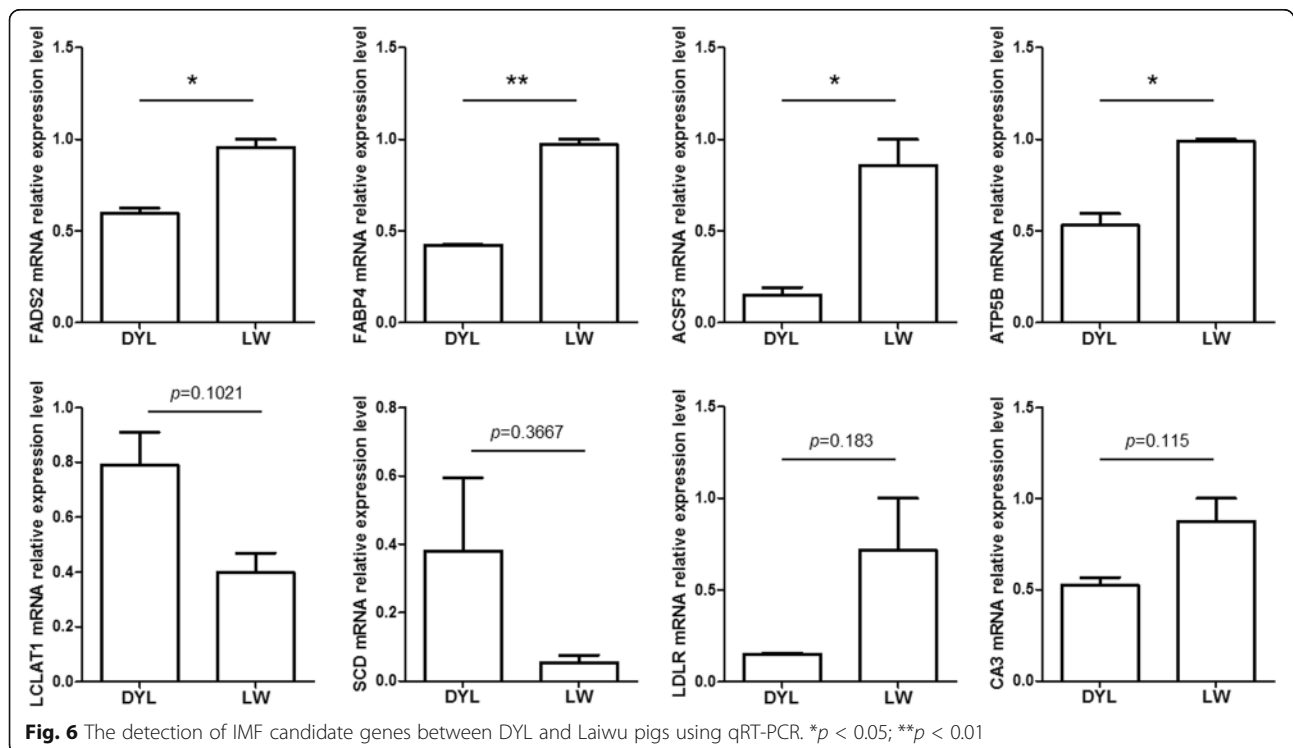 FADS2 mRNA relative expression level
1.5
1.0
0.5
0.0
*
DYL
LW
FABP4 mRNA relative expression level
1.5
1.0
0.5
0.0
**
DYL
LW
ACSF3 mRNA relative expression level
1.5
1.0
0.5
0.0
*
DYL
LW
ATP5B mRNA relative expression level
1.5
1.0
0.5
0.0
*
DYL
LW
LCLAT1 mRNA relative expression level
1.0
0.8
0.6
0.4
0.2
0.0
p=0.1021
DYL
LW
SCD mRNA relative expression level
0.8
0.6
0.4
0.2
0.0
p=0.3667
DYL
LW
LDLR mRNA relative expression level
1.5
1.0
0.5
0.0
p=0.183
DYL
LW
CA3 mRNA relative expression level
1.5
1.0
0.5
0.0
p=0.115
DYL
LW
Fig. 6 The detection of IMF candidate genes between DYL and Laiwu pigs using qRT-PCR. *p < 0.05; **p < 0.01